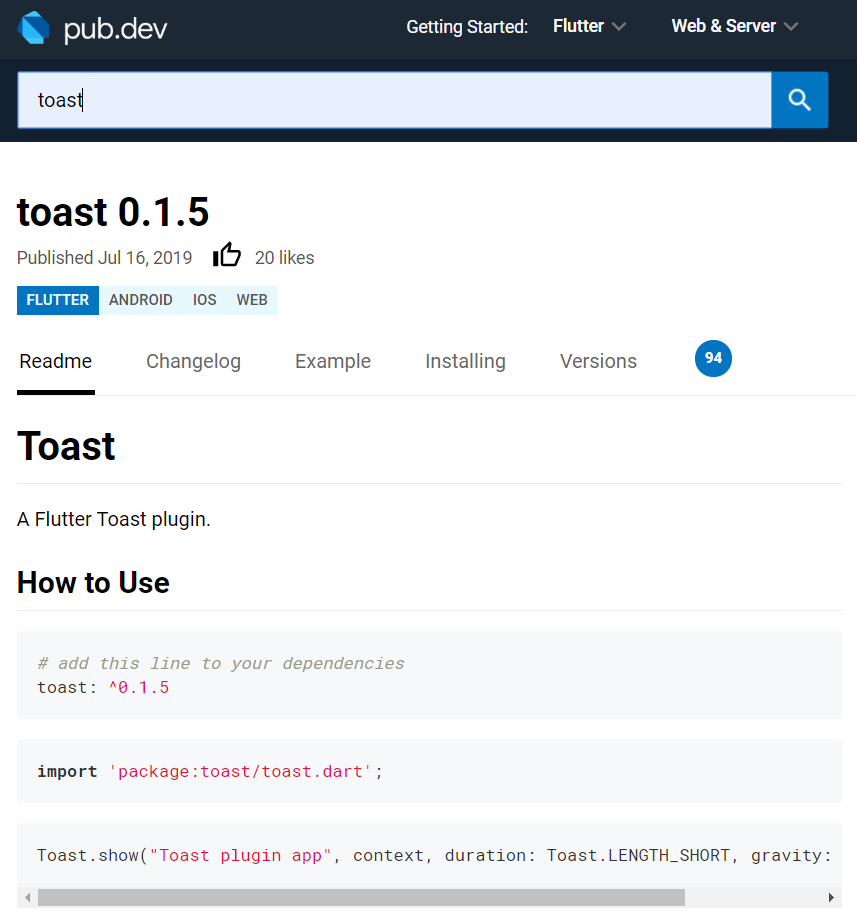 pub.dev Getting Started: Flutter Web & Server
toast
toast 0.1.5
Published Jul 16, 2019 20 likes
FLUTTER ANDROID IOS WEB
Readme Changelog Example Installing Versions 94
Toast
A Flutter Toast plugin.
How to Use
# add this line to your dependencies
toast: ^0.1.5
import 'package:toast/toast.dart';
Toast.show("Toast plugin app", context, duration: Toast.LENGTH_SHORT, gravity: